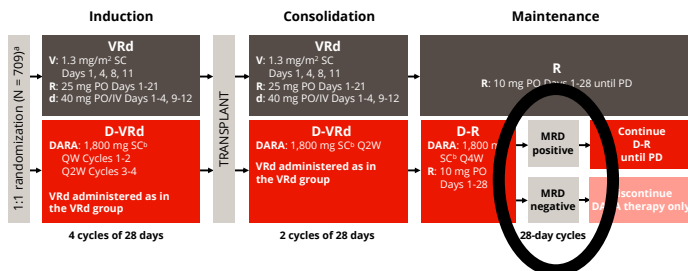 Induction
Consolidation
Maintenance
1:1 randomization (N = 709)ᵃ
VRd
V: 1.3 mg/m² SC
Days 1, 4, 8, 11
R: 25 mg PO Days 1-21
d: 40 mg PO/IV Days 1-4, 9-12
TRANSPLANT
VRd
V: 1.3 mg/m² SC
Days 1, 4, 8, 11
R: 25 mg PO Days 1-21
d: 40 mg PO/IV Days 1-4, 9-12
R
R: 10 mg PO Days 1-28 until PD
D-VRd
DARA: 1,800 mg SCᵇ
QW Cycles 1-2
Q2W Cycles 3-4
VRd administered as in
the VRd group
D-VRd
DARA: 1,800 mg SCᵇ Q2W
VRd administered as in
the VRd group
D-R
DARA: 1,800
mg SCᵇ Q4W
R: 10 mg PO
Days 1-28
MRD
positive
Continue
D-R
until PD
MRD
negative
therapy only
4 cycles of 28 days
2 cycles of 28 days
28-day cycles